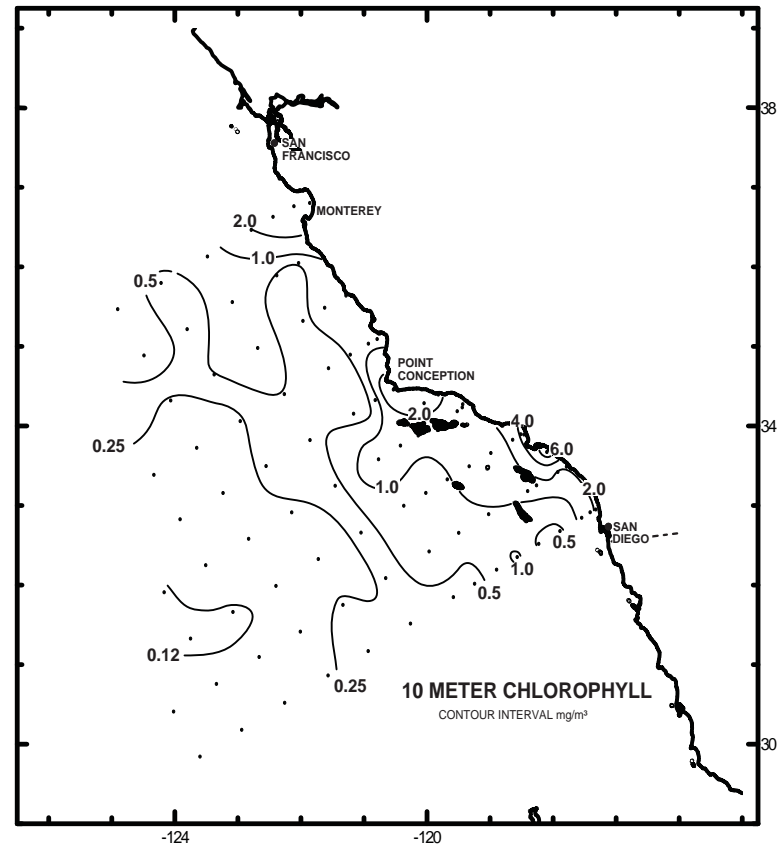 38
SAN
FRANCISCO
MONTEREY
2.0
1.0
0.5
POINT
CONCEPTION
2.0
4.0
34
0.25
6.0
1.0
2.0
SAN
DIEGO
0.5
1.0
0.5
0.12
0.25
10 METER CHLOROPHYLL
CONTOUR INTERVAL mg/m³
30
-124
-120